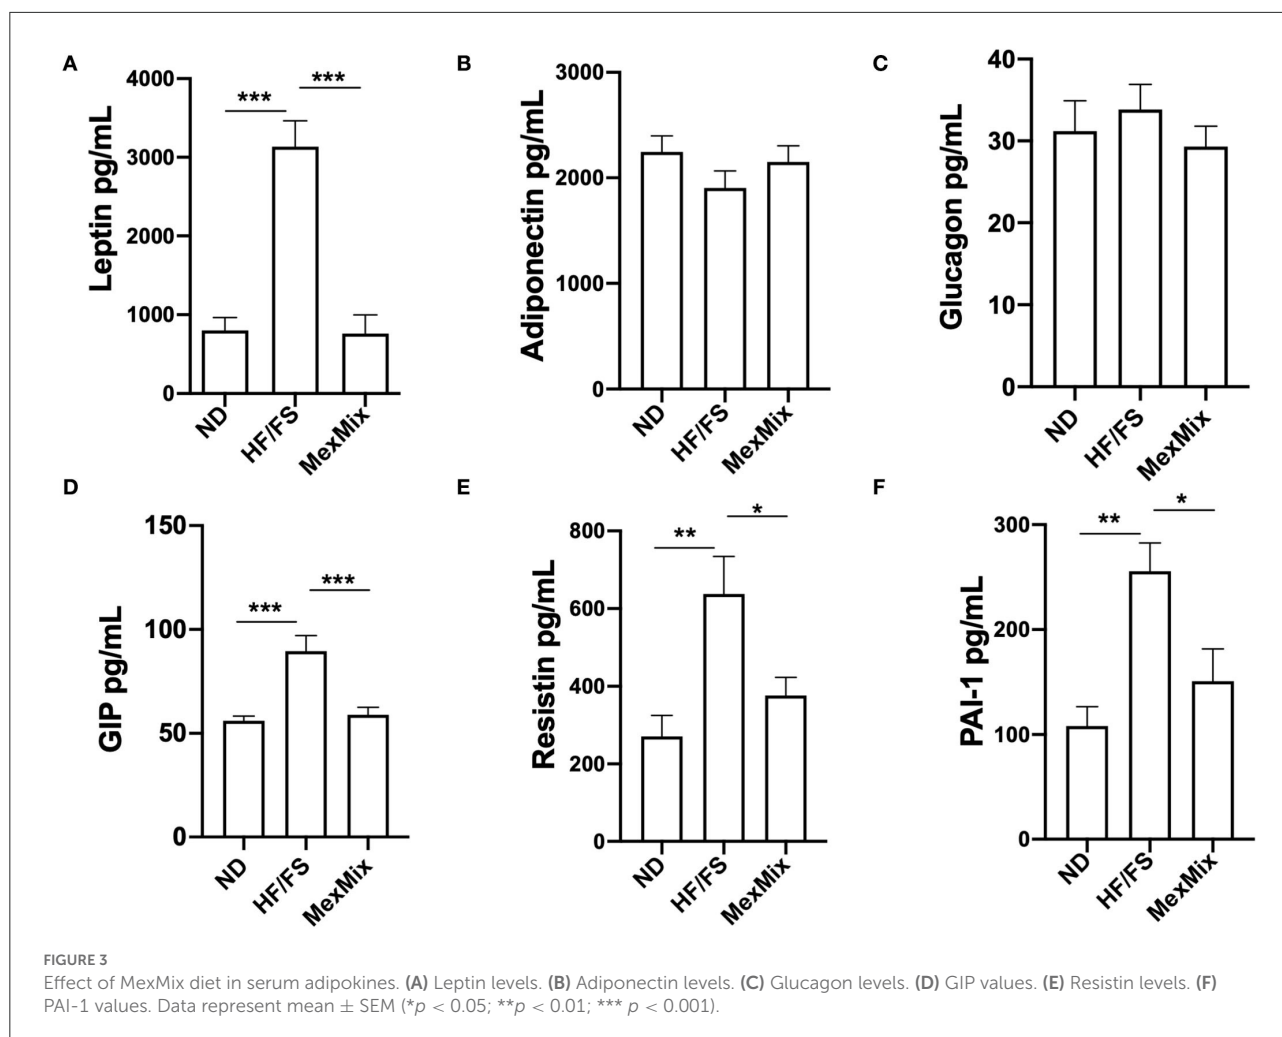 A
Leptin pg/mL
4000
3000
2000
1000
0
***
***
ND
HF/FS
MexMix
B
Adiponectin pg/mL
3000
2000
1000
0
ND
HF/FS
MexMix
C
Glucagon pg/mL
40
30
20
10
0
ND
HF/FS
MexMix
D
GIP pg/mL
150
100
50
0
***
***
ND
HF/FS
MexMix
E
Resistin pg/mL
800
600
400
200
0
**
*
ND
HF/FS
MexMix
F
PAI-1 pg/mL
300
200
100
0
**
*
ND
HF/FS
MexMix
FIGURE 3
Effect of MexMix diet in serum adipokines. (A) Leptin levels. (B) Adiponectin levels. (C) Glucagon levels. (D) GIP values. (E) Resistin levels. (F)
PAI-1 values. Data represent mean ± SEM (*p < 0.05; **p < 0.01; *** p < 0.001).